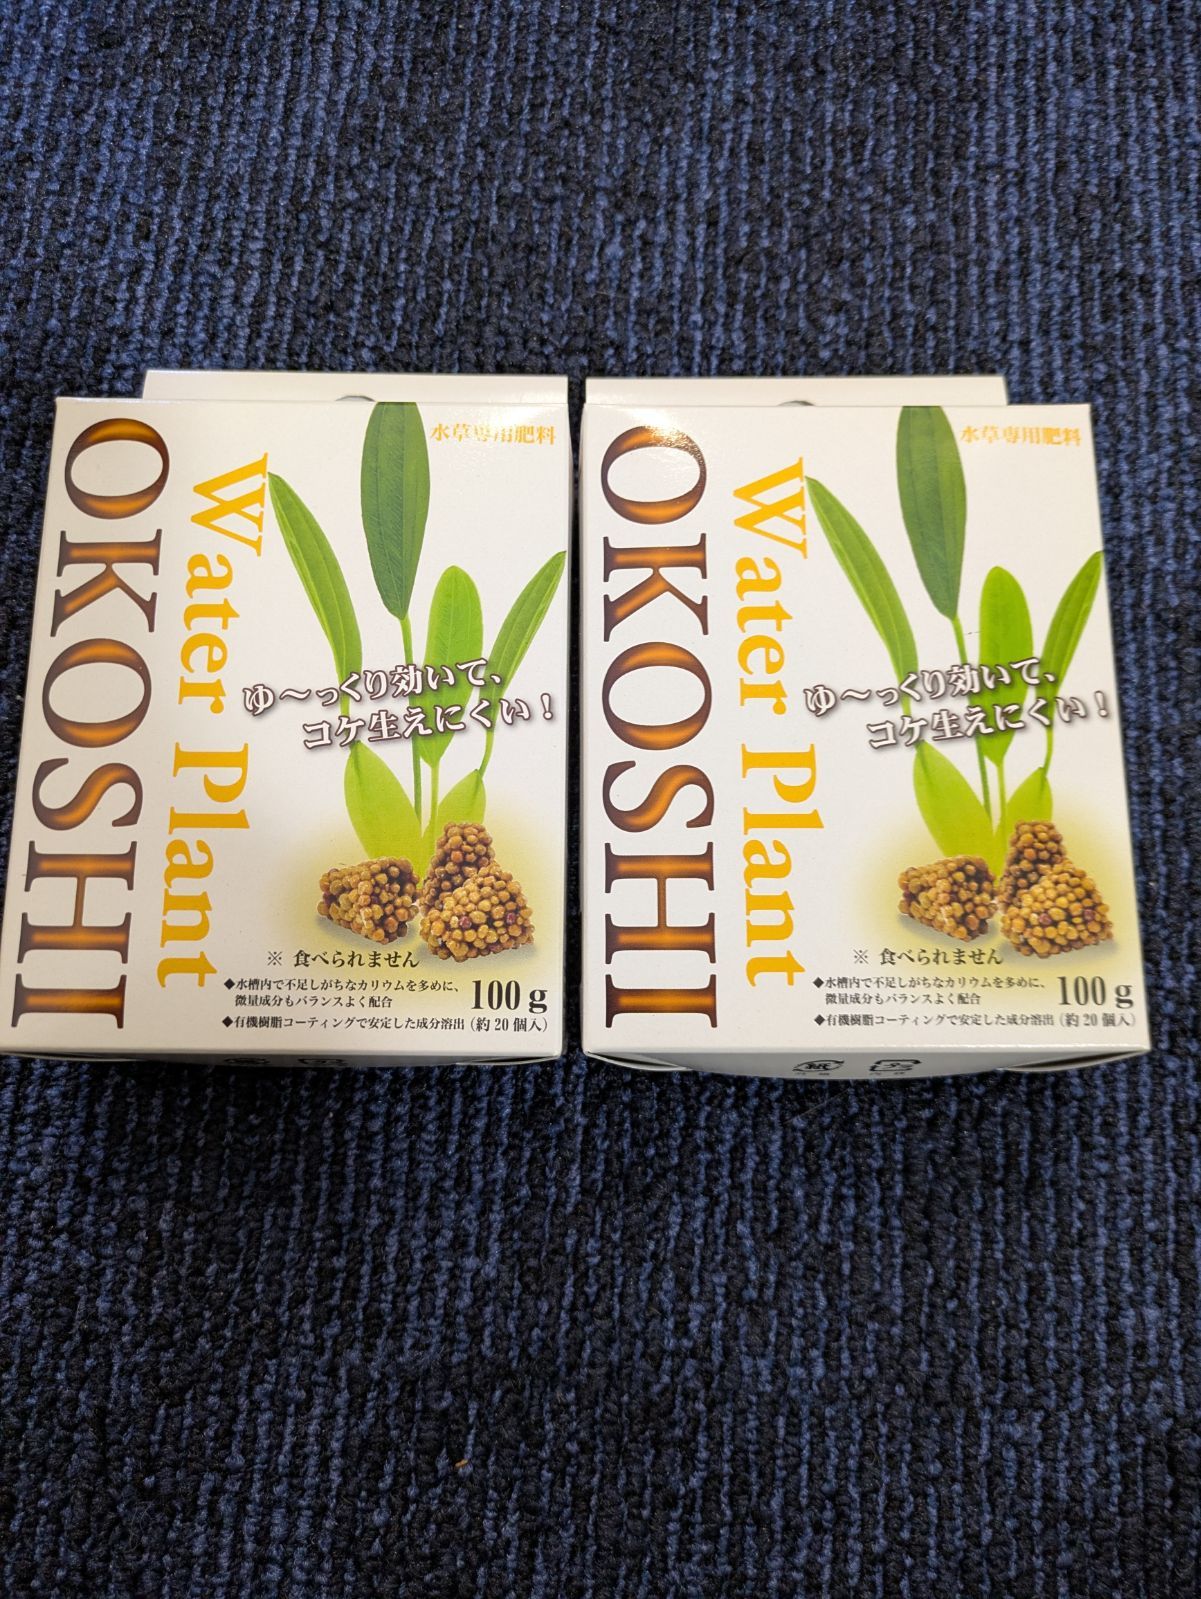 水草専用肥料
OKOSHI
Water Plant
ゆ〜っくり効いて、
コケ生えにくい！
※ 食べられません
◆水槽内で不足しがちなカリウムを多めに、
微量成分もバランスよく配合
◆有機樹脂コーティングで安定した成分溶出
100g
(約20個入)
水草専用肥料
OKOSHI
Water Plant
ゆ〜っくり効いて、
コケ生えにくい！
※ 食べられません
◆水槽内で不足しがちなカリウムを多めに、
微量成分もバランスよく配合
◆有機樹脂コーティングで安定した成分溶出
100g
(約20個入)